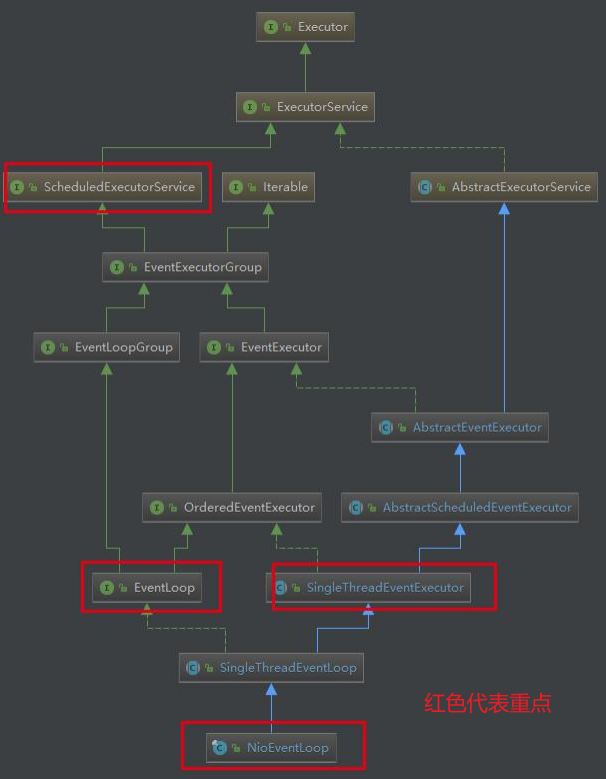 Executor
ExecutorService
ScheduledExecutorService
Iterable
AbstractExecutorService
EventExecutorGroup
EventLoopGroup
EventExecutor
AbstractEventExecutor
OrderedEventExecutor
AbstractScheduledEventExecutor
EventLoop
SingleThreadEventExecutor
SingleThreadEventLoop
红色代表重点
NioEventLoop